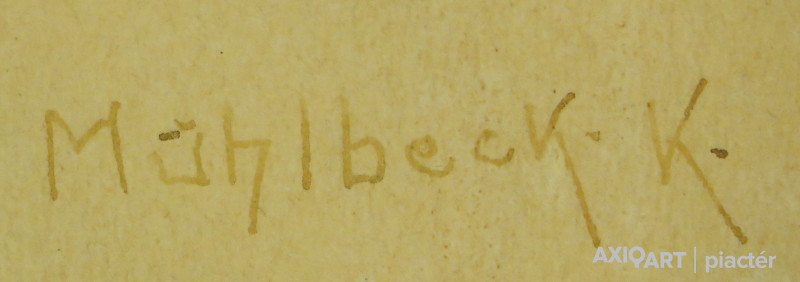 Mühlbeck. K.
AXIOART | piactér